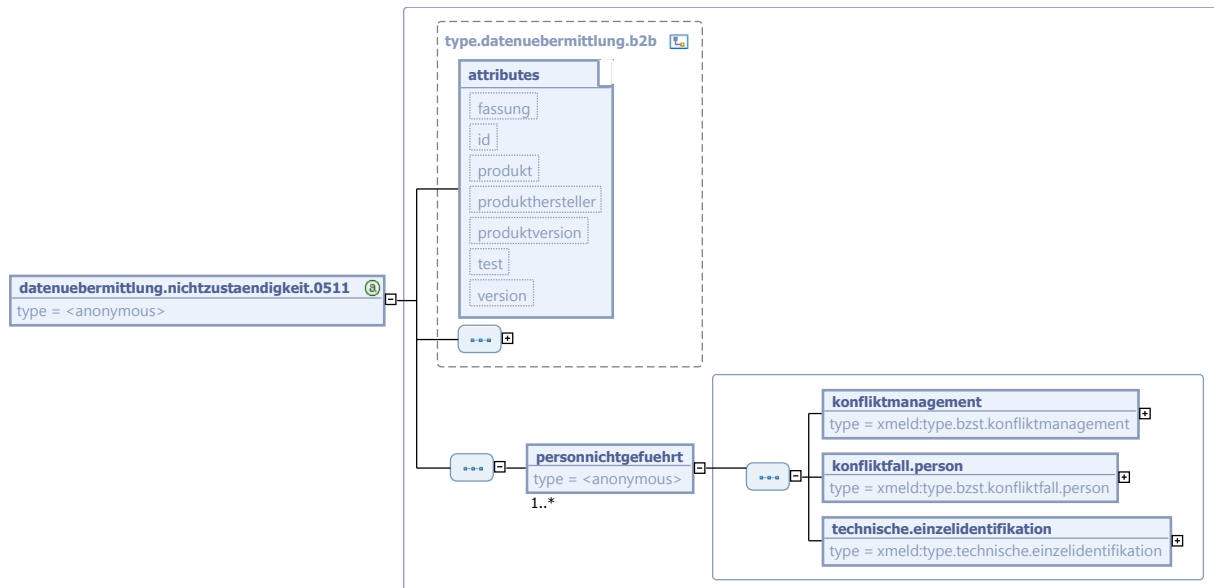 type.datenuebermittlung.b2b
attributes
fassung
id
produkt
produkthersteller
produktversion
test
version
datenuebermittlung.nichtzustaendigkeit.0511 a
type = <anonymous>
personnichtgefuehrt
type = <anonymous>
1..*
konfliktmanagement
type = xmeld:type.bzst.konfliktmanagement
konfliktfall.person
type = xmeld:type.bzst.konfliktfall.person
technische.einzelidentifikation
type = xmeld:type.technische.einzelidentifikation